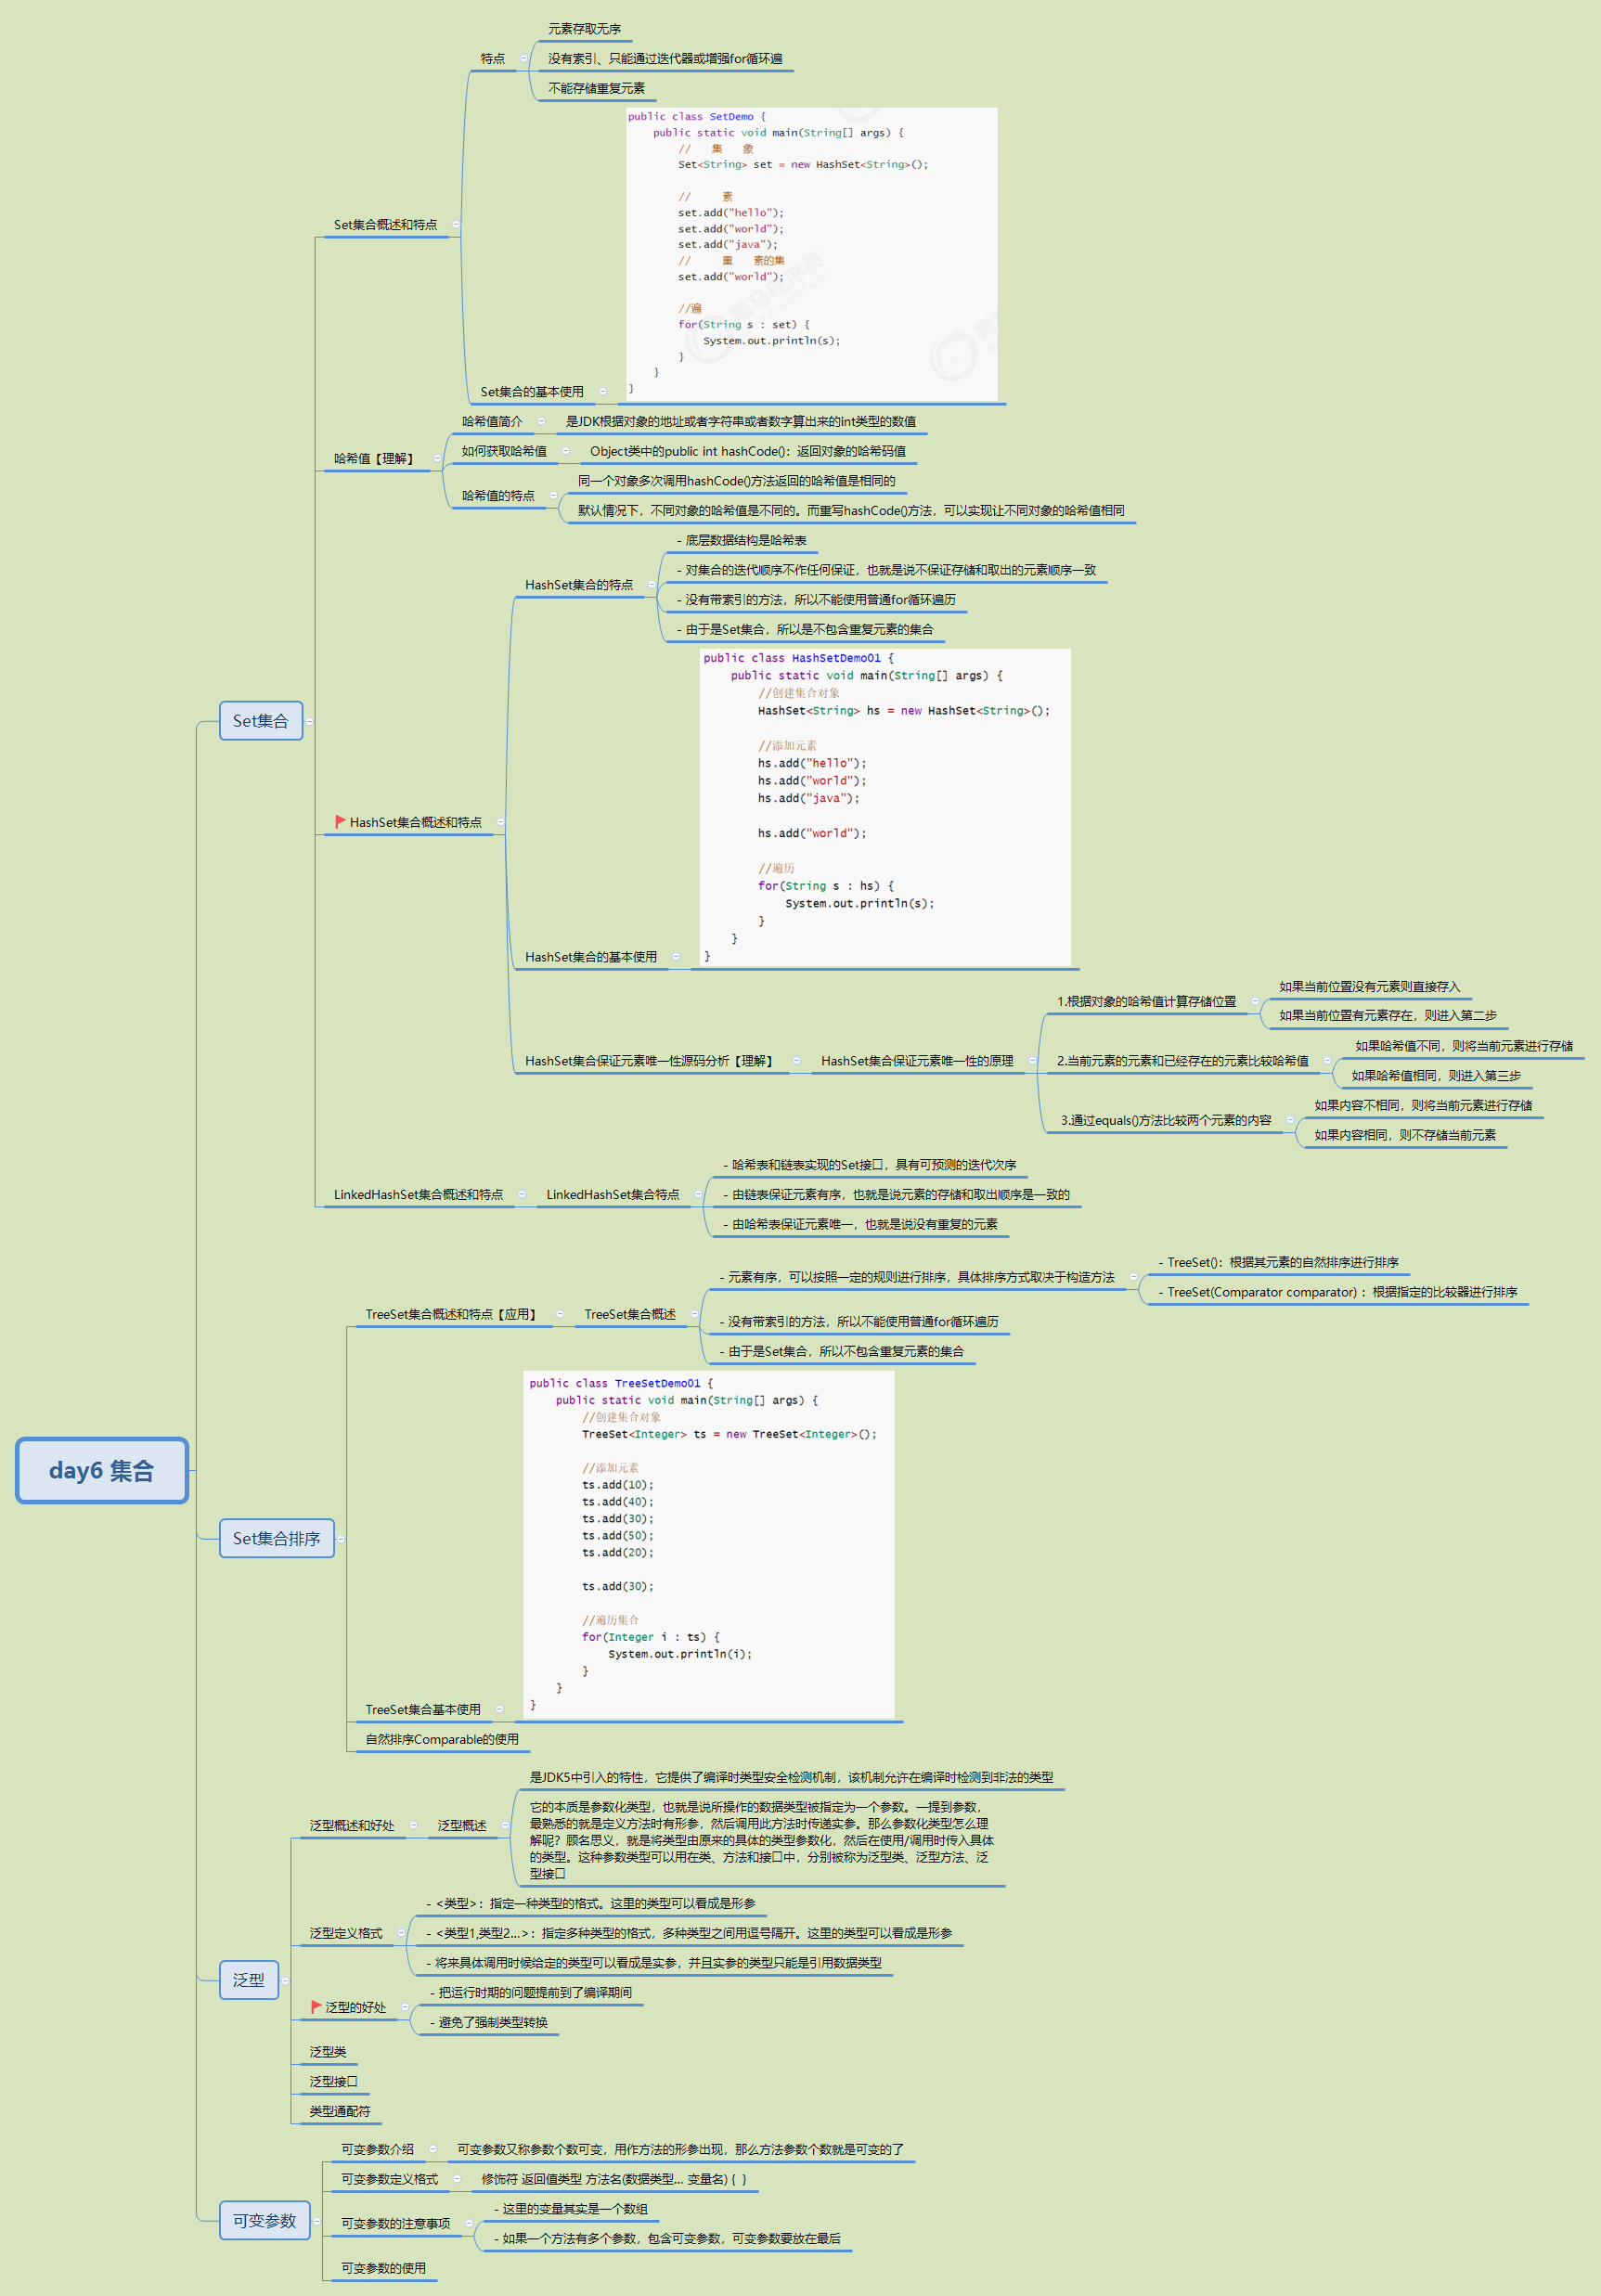 day6 集合
Set集合
Set集合概述和特点
特点
元素存取无序
没有索引、只能通过迭代器或增强for循环遍
不能存储重复元素
Set集合的基本使用
public class SetDemo {
public static void main(String[] args) {
// 集 象
Set<String> set = new HashSet<String>();
// 素
set.add("hello");
set.add("world");
set.add("java");
// 重 素的集
set.add("world");
//遍
for(String s : set) {
System.out.println(s);
}
}
}
哈希值【理解】
哈希值简介
是JDK根据对象的地址或者字符串或者数字算出来的int类型的数值
如何获取哈希值
Object类中的public int hashCode()：返回对象的哈希码值
哈希值的特点
同一个对象多次调用hashCode()方法返回的哈希值是相同的
默认情况下，不同对象的哈希值是不同的。而重写hashCode()方法，可以实现让不同对象的哈希值相同
HashSet集合概述和特点
HashSet集合的特点
- 底层数据结构是哈希表
- 对集合的迭代顺序不作任何保证，也就是说不保证存储和取出的元素顺序一致
- 没有带索引的方法，所以不能使用普通for循环遍历
- 由于是Set集合，所以是不包含重复元素的集合
HashSet集合的基本使用
public class HashSetDemo01 {
public static void main(String[] args) {
//创建集合对象
HashSet<String> hs = new HashSet<String>();
//添加元素
hs.add("hello");
hs.add("world");
hs.add("java");
hs.add("world");
//遍历
for(String s : hs) {
System.out.println(s);
}
}
}
HashSet集合保证元素唯一性源码分析【理解】
HashSet集合保证元素唯一性的原理
1.根据对象的哈希值计算存储位置
如果当前位置没有元素则直接存入
如果当前位置有元素存在，则进入第二步
2.当前元素的元素和已经存在的元素比较哈希值
如果哈希值不同，则将当前元素进行存储
如果哈希值相同，则进入第三步
3.通过equals()方法比较两个元素的内容
如果内容不相同，则将当前元素进行存储
如果内容相同，则不存储当前元素
LinkedHashSet集合概述和特点
LinkedHashSet集合特点
- 哈希表和链表实现的Set接口，具有可预测的迭代次序
- 由链表保证元素有序，也就是说元素的存储和取出顺序是一致的
- 由哈希表保证元素唯一，也就是说没有重复的元素
Set集合排序
TreeSet集合概述和特点【应用】
TreeSet集合概述
- 元素有序，可以按照一定的规则进行排序，具体排序方式取决于构造方法
- TreeSet()：根据其元素的自然排序进行排序
- TreeSet(Comparator comparator) ：根据指定的比较器进行排序
- 没有带索引的方法，所以不能使用普通for循环遍历
- 由于是Set集合，所以不包含重复元素的集合
TreeSet集合基本使用
public class TreeSetDemo01 {
public static void main(String[] args) {
//创建集合对象
TreeSet<Integer> ts = new TreeSet<Integer>();
//添加元素
ts.add(10);
ts.add(40);
ts.add(30);
ts.add(50);
ts.add(20);
ts.add(30);
//遍历集合
for(Integer i : ts) {
System.out.println(i);
}
}
}
自然排序Comparable的使用
泛型
泛型概述和好处
泛型概述
是JDK5中引入的特性，它提供了编译时类型安全检测机制，该机制允许在编译时检测到非法的类型
它的本质是参数化类型，也就是说所操作的数据类型被指定为一个参数。一提到参数，
最熟悉的就是定义方法时有形参，然后调用此方法时传递实参。那么参数化类型怎么理
解呢？顾名思义，就是将类型由原来的具体的类型参数化，然后在使用/调用时传入具体
的类型。这种参数类型可以用在类、方法和接口中，分别被称为泛型类、泛型方法、泛
型接口
泛型定义格式
- <类型>：指定一种类型的格式。这里的类型可以看成是形参
- <类型1,类型2…>：指定多种类型的格式，多种类型之间用逗号隔开。这里的类型可以看成是形参
- 将来具体调用时候给定的类型可以看成是实参，并且实参的类型只能是引用数据类型
泛型的好处
- 把运行时期的问题提前到了编译期间
- 避免了强制类型转换
泛型类
泛型接口
类型通配符
可变参数
可变参数介绍
可变参数又称参数个数可变，用作方法的形参出现，那么方法参数个数就是可变的了
可变参数定义格式
修饰符 返回值类型 方法名(数据类型… 变量名) { }
可变参数的注意事项
- 这里的变量其实是一个数组
- 如果一个方法有多个参数，包含可变参数，可变参数要放在最后
可变参数的使用